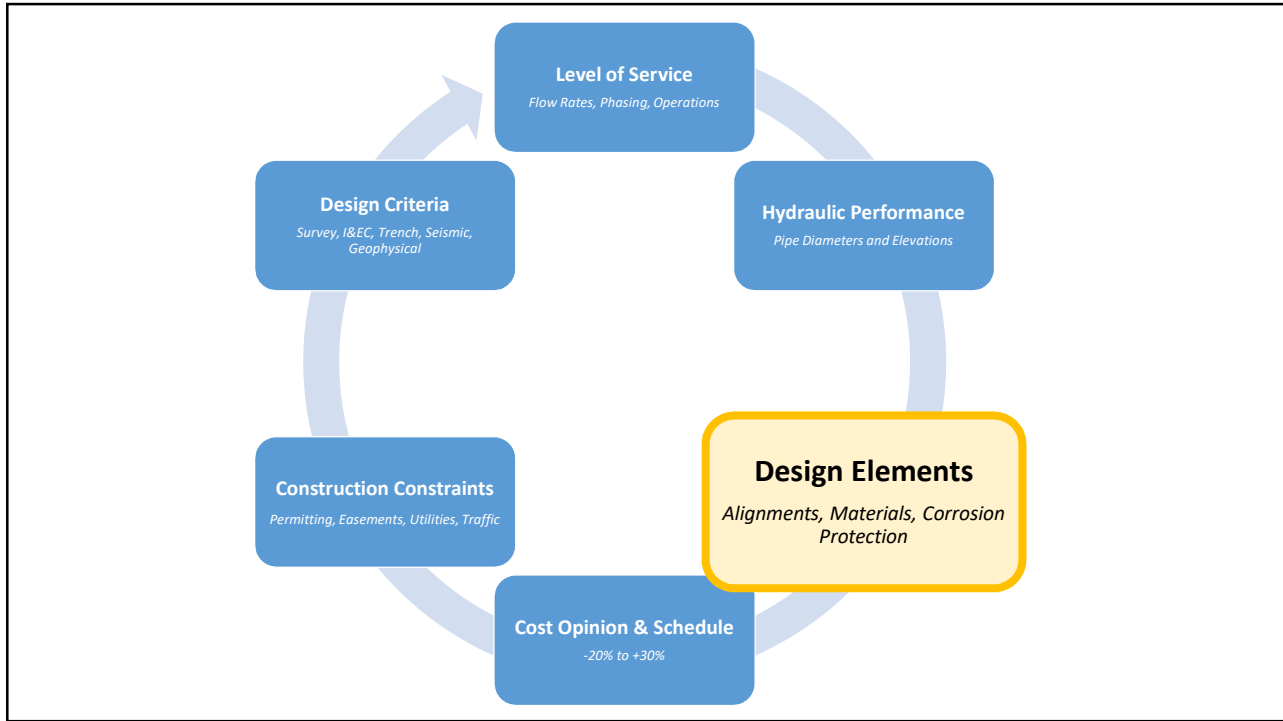 Level of Service
Flow Rates, Phasing, Operations
Hydraulic Performance
Pipe Diameters and Elevations
Design Elements
Alignments, Materials, Corrosion
Protection
Cost Opinion & Schedule
-20% to +30%
Construction Constraints
Permitting, Easements, Utilities, Traffic
Design Criteria
Survey, I&EC, Trench, Seismic,
Geophysical